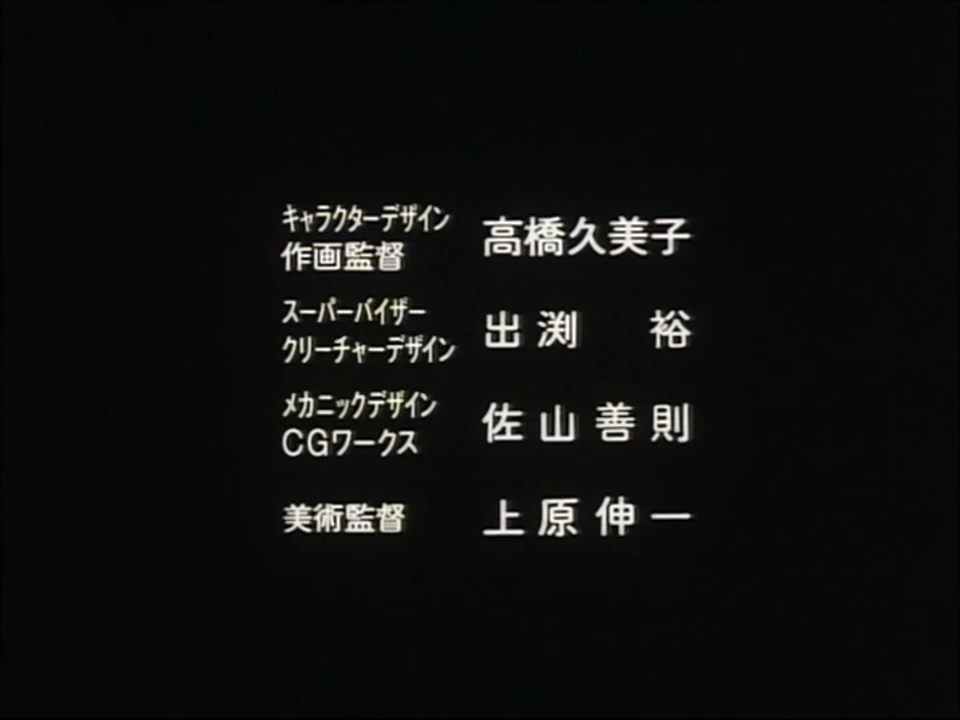 キャラクターデザイン
作画監督
高橋久美子
スーパーバイザー
クリーチャーデザイン
出渕 裕
メカニックデザイン
CGワークス
佐山善則
美術監督
上原伸一